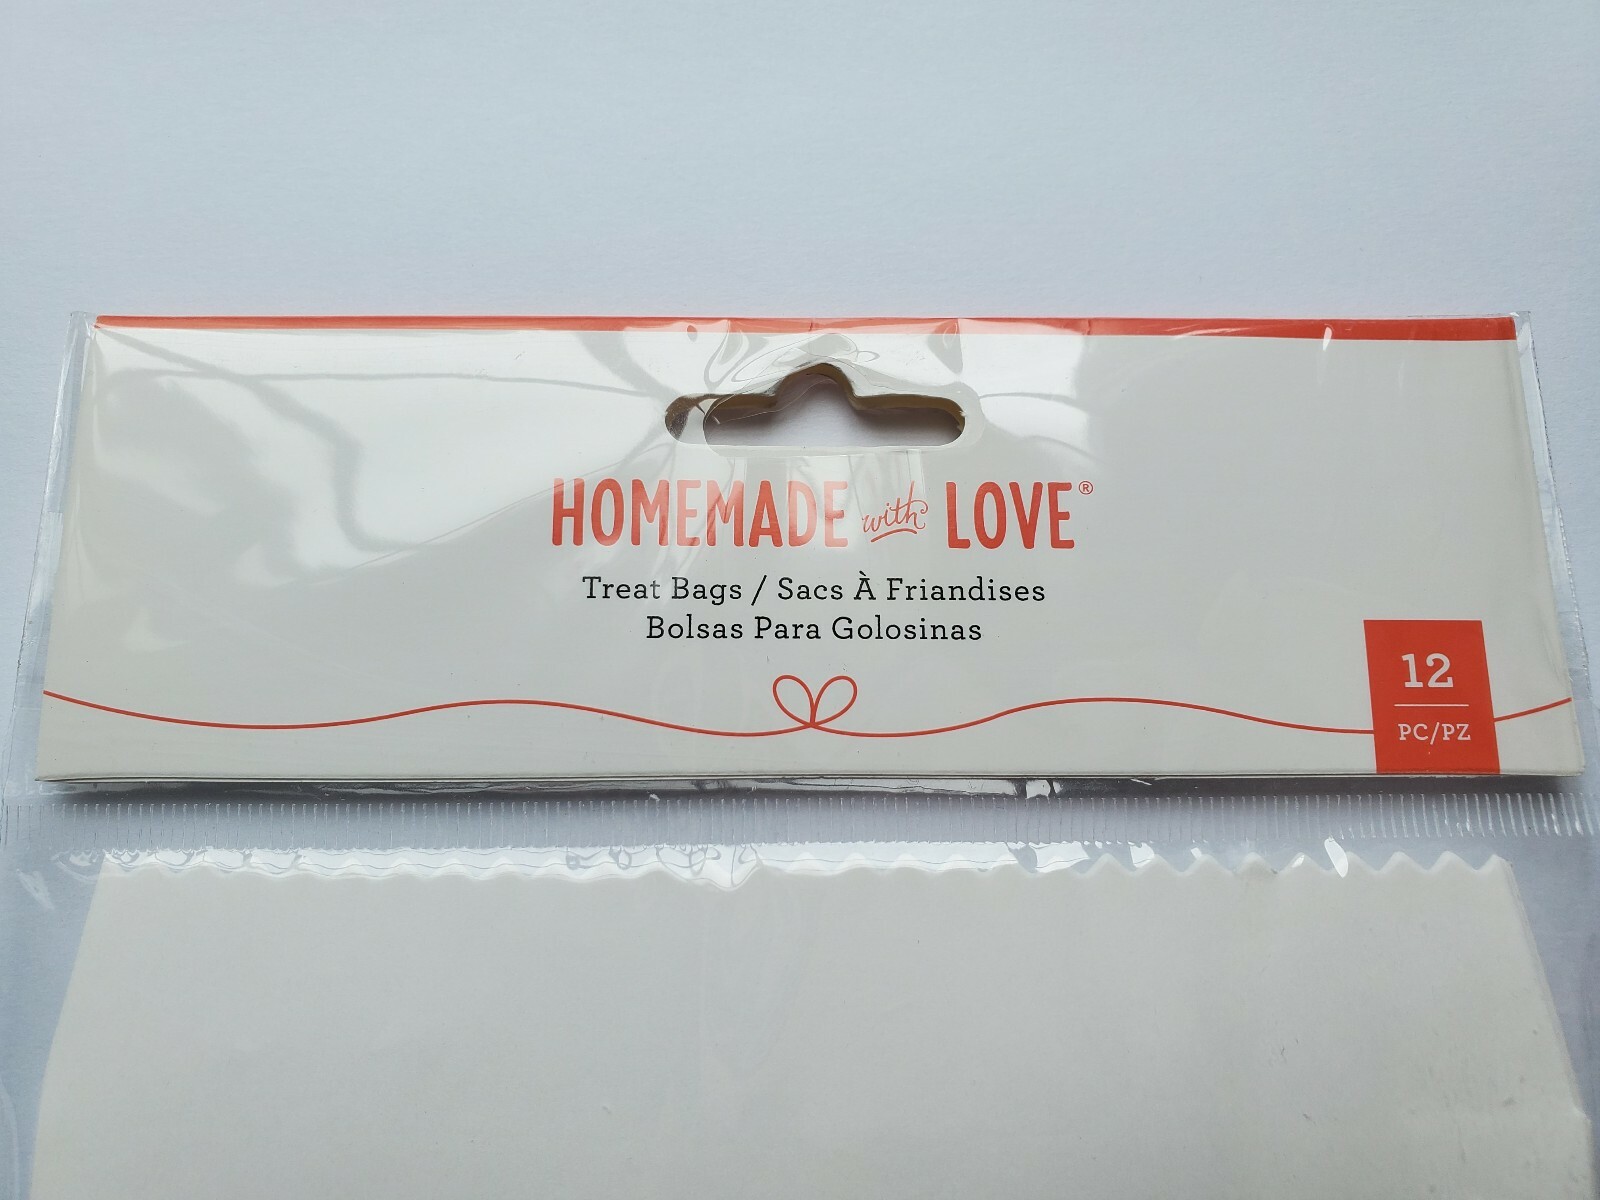 HOMEMADE with LOVE®
Treat Bags / Sacs À Friandises
Bolsas Para Golosinas
12
PC/PZ